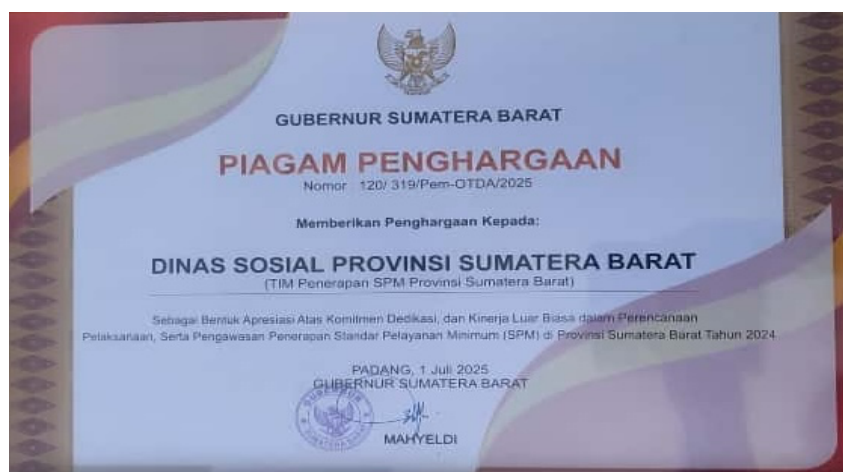 GUBERNUR SUMATERA BARAT
PIAGAM PENGHARGAAN
Nomor 120/ 319/Pem-OTDA/2025
Memberikan Penghargaan Kepada:
DINAS SOSIAL PROVINSI SUMATERA BARAT
(TIM Penerapan SPM Provinsi Sumatera Barat)
Sebagai Bentuk Apresiasi Atas Komitmen Dedikasi, dan Kinerja Luar Biasa dalam Perencanaan
Pelaksanaan, Serta Pengawasan Penerapan Standar Pelayanan Minimum (SPM) di Provinsi Sumatera Barat Tahun 2024
PADANG, 1 Juli 2025
GUBERNUR SUMATERA BARAT
GUBERNUR
SUMATERA BARAT
MAHYELDI